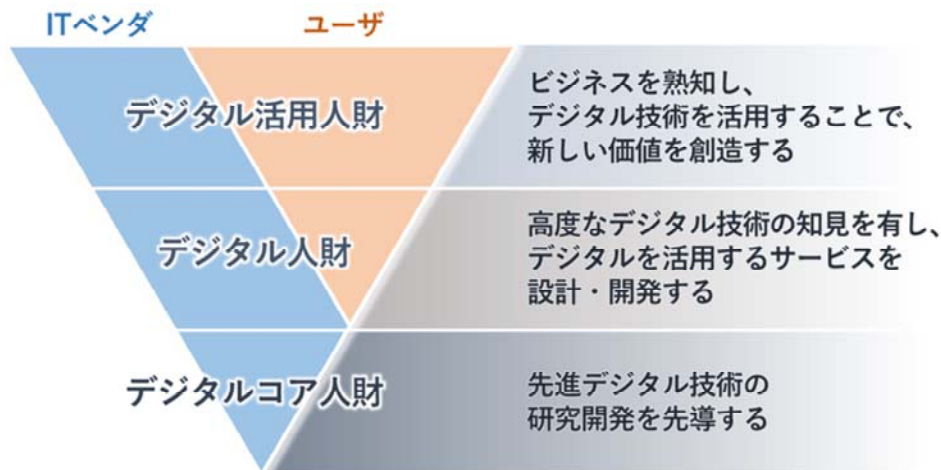 ITベンダ
ユーザ
デジタル活用人財
ビジネスを熟知し、
デジタル技術を活用することで、
新しい価値を創造する
デジタル人財
高度なデジタル技術の知見を有し、
デジタルを活用するサービスを
設計・開発する
デジタルコア人財
先進デジタル技術の
研究開発を先導する